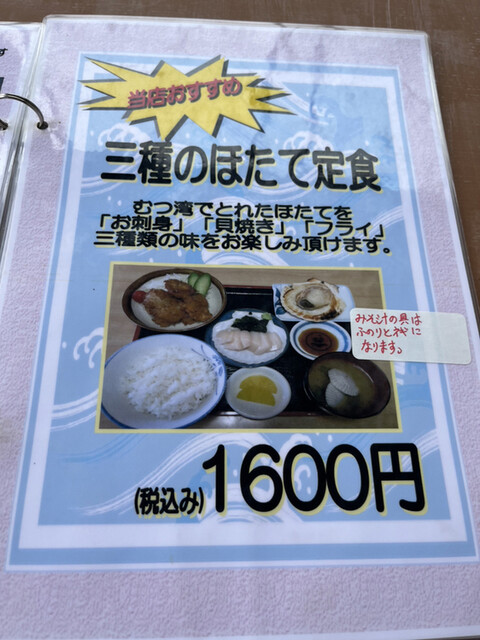 当店おすすめ
三種のほたて定食
むつ湾でとれたほたてを
「お刺身」「貝焼き」「フライ」
三種類の味をお楽しみ頂けます。
みそ汁の具は
ふのりとネギに
なります。
(税込み)1600円